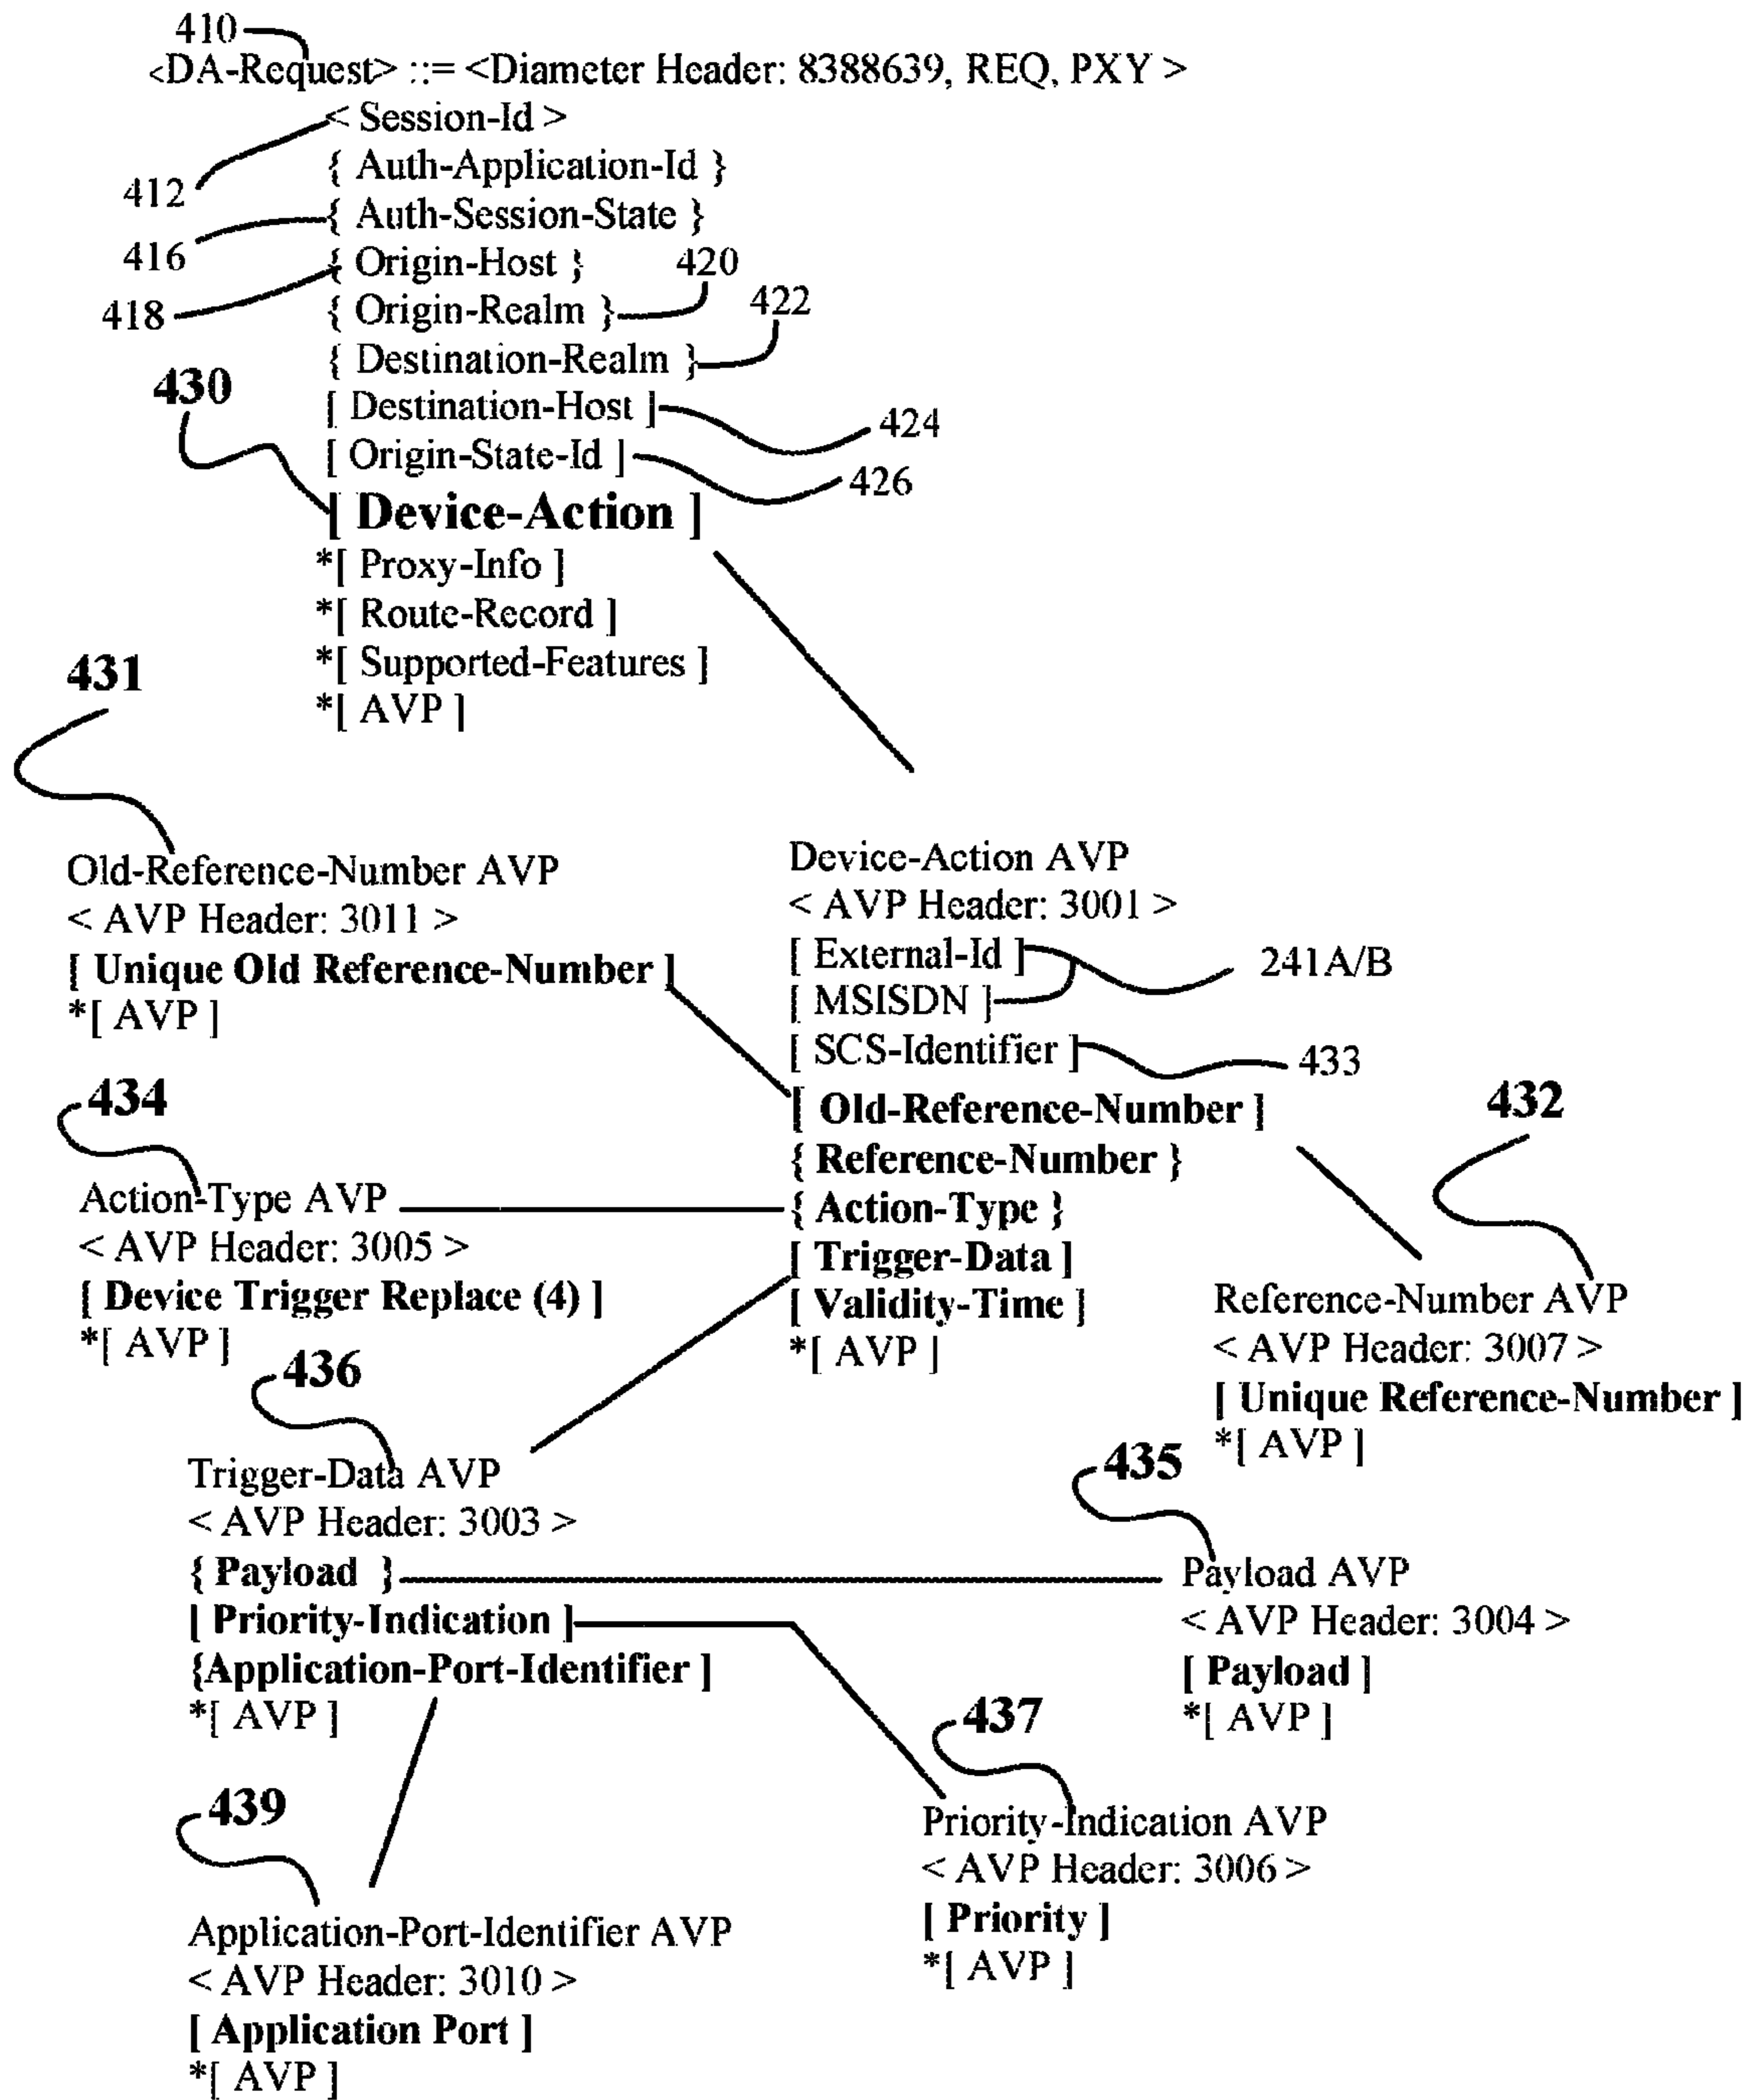 410
<DA-Request> ::= <Diameter Header: 8388639, REQ, PXY >
< Session-Id >
{ Auth-Application-Id }
412
{ Auth-Session-State }
416
{ Origin-Host }
420
418
{ Origin-Realm }
422
{ Destination-Realm }
430
[ Destination-Host ]
424
[ Origin-State-Id ]
426
[ Device-Action ]
*[ Proxy-Info ]
*[ Route-Record ]
*[ Supported-Features ]
*[ AVP ]
431
Old-Reference-Number AVP
< AVP Header: 3011 >
[ Unique Old Reference-Number ]
*[ AVP ]
Device-Action AVP
< AVP Header: 3001 >
[ External-Id ]
241A/B
[ MSISDN ]
[ SCS-Identifier ]
433
[ Old-Reference-Number ]
{ Reference-Number }
{ Action-Type }
[ Trigger-Data ]
[ Validity-Time ]
*[ AVP ]
434
Action-Type AVP
< AVP Header: 3005 >
[ Device Trigger Replace (4) ]
*[ AVP ]
432
Reference-Number AVP
< AVP Header: 3007 >
[ Unique Reference-Number ]
*[ AVP ]
436
Trigger-Data AVP
< AVP Header: 3003 >
{ Payload }
[ Priority-Indication ]
{Application-Port-Identifier ]
*[ AVP ]
435
Payload AVP
< AVP Header: 3004 >
[ Payload ]
*[ AVP ]
437
Priority-Indication AVP
< AVP Header: 3006 >
[ Priority ]
*[ AVP ]
439
Application-Port-Identifier AVP
< AVP Header: 3010 >
[ Application Port ]
*[ AVP ]